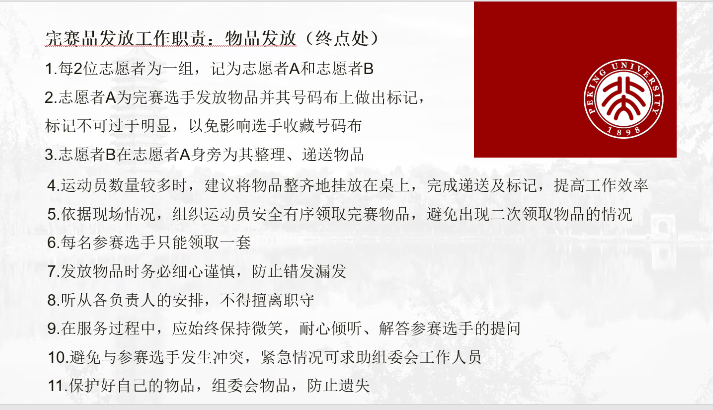 完赛品发放工作职责：物品发放（终点处）
1.每2位志愿者为一组，记为志愿者A和志愿者B
2.志愿者A为完赛选手发放物品并其号码布上做出标记，
标记不可过于明显，以免影响选手收藏号码布
3.志愿者B在志愿者A身旁为其整理、递送物品
4.运动员数量较多时，建议将物品整齐地挂放在桌上，完成递送及标记，提高工作效率
5.依据现场情况，组织运动员安全有序领取完赛物品，避免出现二次领取物品的情况
6.每名参赛选手只能领取一套
7.发放物品时务必细心谨慎，防止错发漏发
8.听从各负责人的安排，不得擅离职守
9.在服务过程中，应始终保持微笑，耐心倾听、解答参赛选手的提问
10.避免与参赛选手发生冲突，紧急情况可求助组委会工作人员
11.保护好自己的物品，组委会物品，防止遗失
PEKING UNIVERSITY
1898